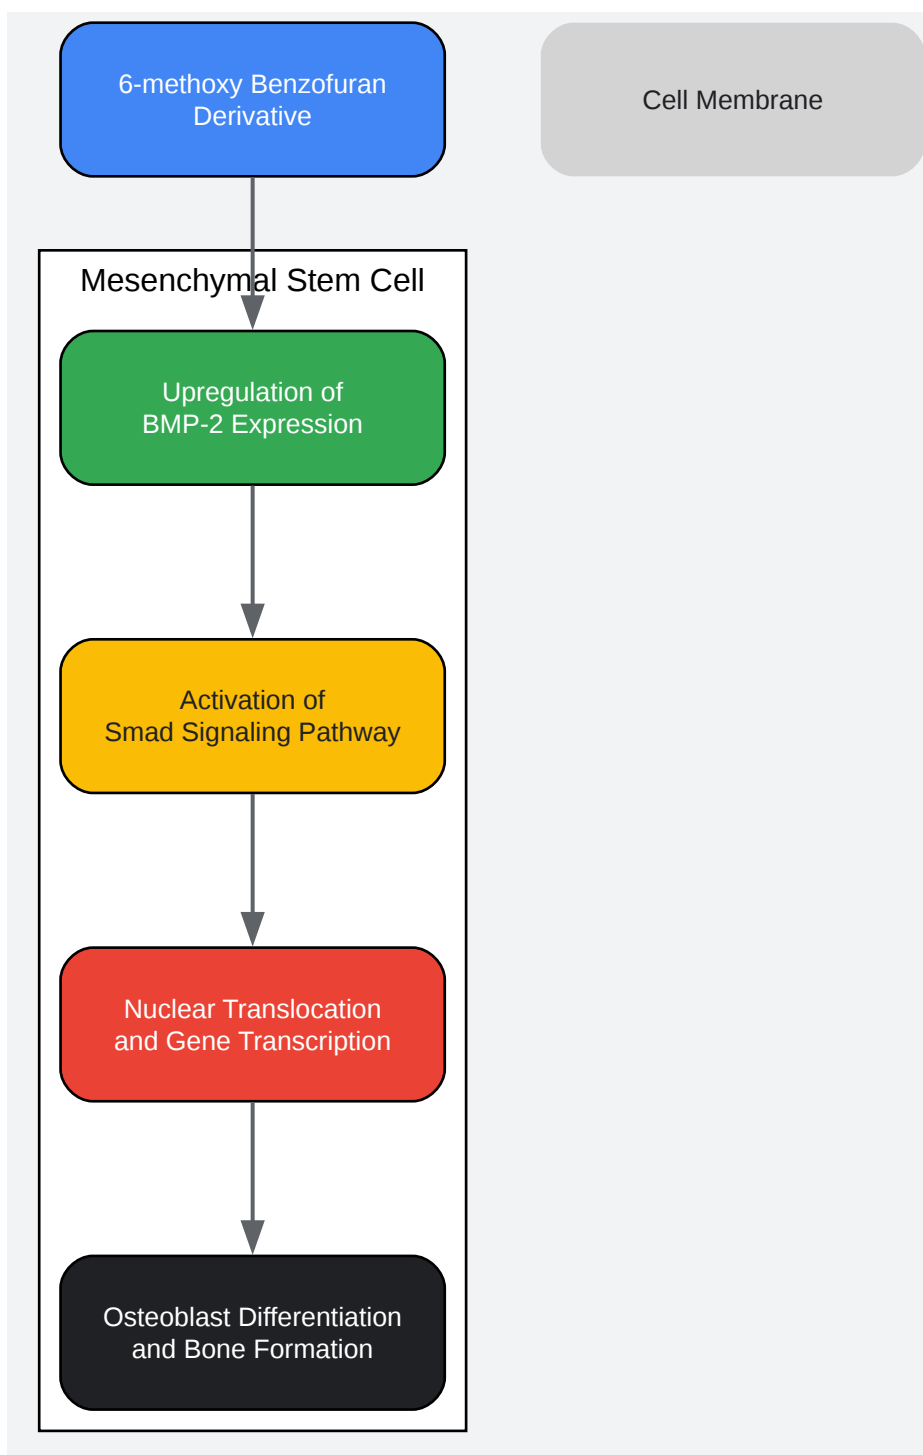 6-methoxy Benzofuran
Derivative
Cell Membrane
Mesenchymal Stem Cell
Upregulation of
BMP-2 Expression
Activation of
Smad Signaling Pathway
Nuclear Translocation
and Gene Transcription
Osteoblast Differentiation
and Bone Formation